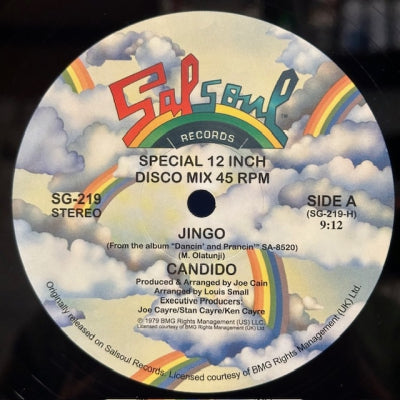 Salsoul™
RECORDS
SPECIAL 12 INCH
DISCO MIX 45 RPM
SG-219
STEREO
SIDE A
(SG-219-H)
9:12
JINGO
(From the album "Dancin' and Prancin'" SA-8520)
(M. Olatunji)
CANDIDO
Produced & Arranged by Joe Cain
Arranged by Louis Small
Executive Producers:
Joe Cayre/Stan Cayre/Ken Cayre
℗ 1979 BMG Rights Management (US) LLC.
Licensed courtesy of BMG Rights Management (UK) Ltd.
Originally released on Salsoul Records. Licensed courtesy of BMG Rights Management (UK) Ltd.